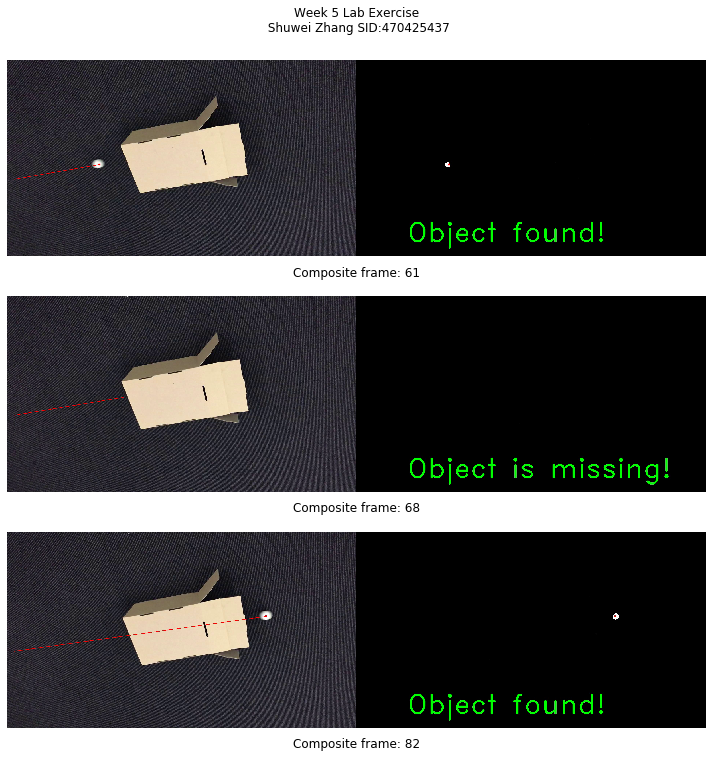 Week 5 Lab Exercise
Shuwei Zhang SID:470425437
Object found!
Composite frame: 61
Object is missing!
Composite frame: 68
Object found!
Composite frame: 82